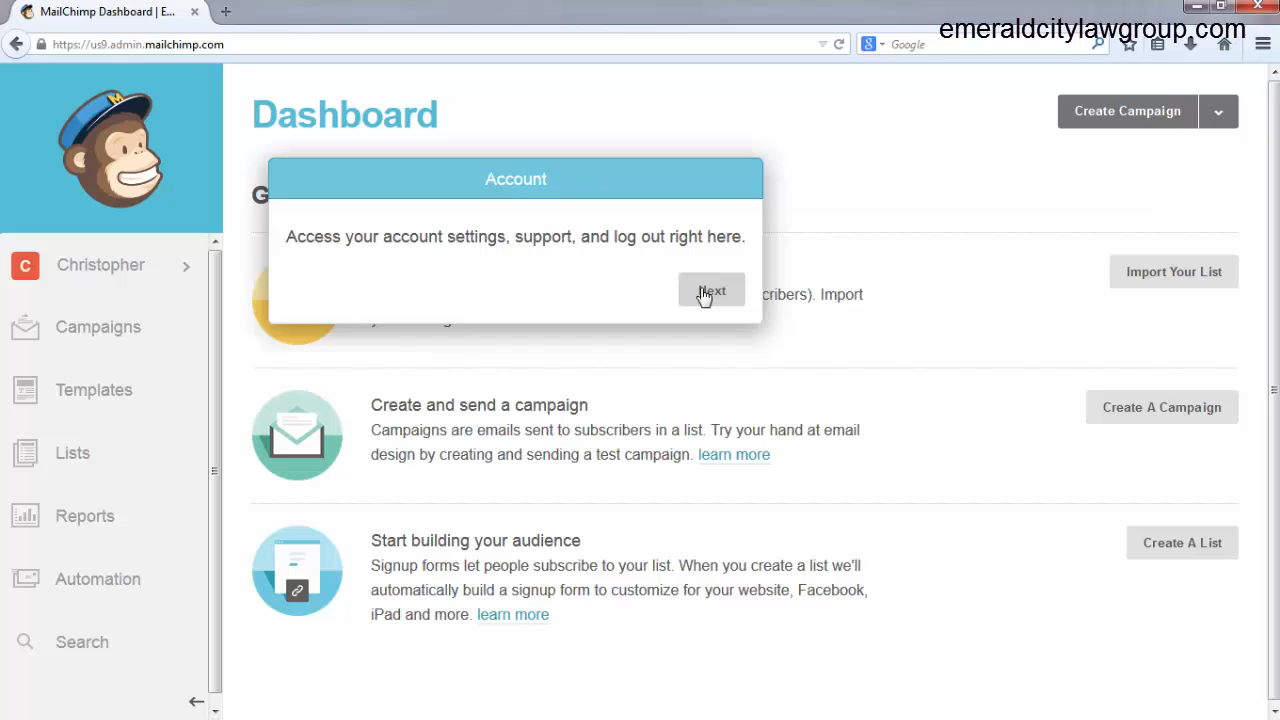 MailChimp Dashboard | E...
emeraldcitylawgroup.com
https://us9.admin.mailchimp.com
Google
Dashboard
Create Campaign
Account
Access your account settings, support, and log out right here.
Next
C
Christopher
Campaigns
Templates
Lists
Reports
Automation
Search
cribers). Import
Import Your List
Create and send a campaign
Campaigns are emails sent to subscribers in a list. Try your hand at email
design by creating and sending a test campaign. learn more
Create A Campaign
Start building your audience
Signup forms let people subscribe to your list. When you create a list we'll
automatically build a signup form to customize for your website, Facebook,
iPad and more. learn more
Create A List